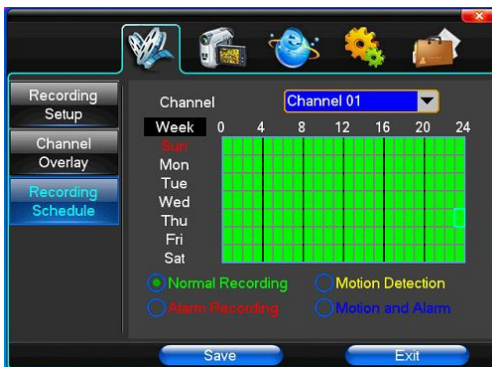 Recording
Setup
Channel
Overlay
Recording
Schedule
Channel Channel 01
Week 0 4 8 12 16 20 24
Sun
Mon
Tue
Wed
Thu
Fri
Sat
Normal Recording Motion Detection
Alarm Recording Motion and Alarm
Save Exit